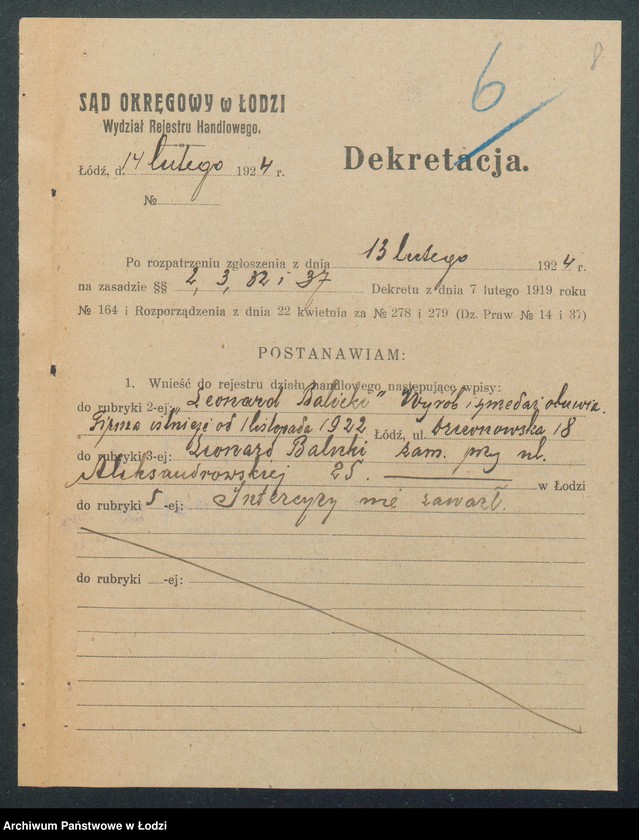 6
8
SĄD OKRĘGOWY w ŁODZI
Wydział Rejestru Handlowego.
Dekretacja.
Łódź, d. 14 lutego 1924 r.
№
Po rozpatrzeniu zgłoszenia z dnia 13 lutego 1924 r.
na zasadzie §§ 2, 3, 32 i 37 Dekretu z dnia 7 lutego 1919 roku
№ 164 i Rozporządzenia z dnia 22 kwietnia za № 278 i 279 (Dz. Praw № 14 i 37)
POSTANAWIAM:
1. Wnieść do rejestru działu handlowego następujące wpisy:
do rubryki 2-ej: „Leonard Balicki" Wyrób i sprzedaż obuwia.
Firma istnieje od 1 listopada 1922 Łódź, ul. Drewnowska 18
do rubryki 3-ej: Leonard Balicki zam. przy ul.
Aleksandrowskiej 25. w Łodzi
do rubryki 5-ej: Intercyzy nie zawarł.
do rubryki -ej:
Archiwum Państwowe w Łodzi